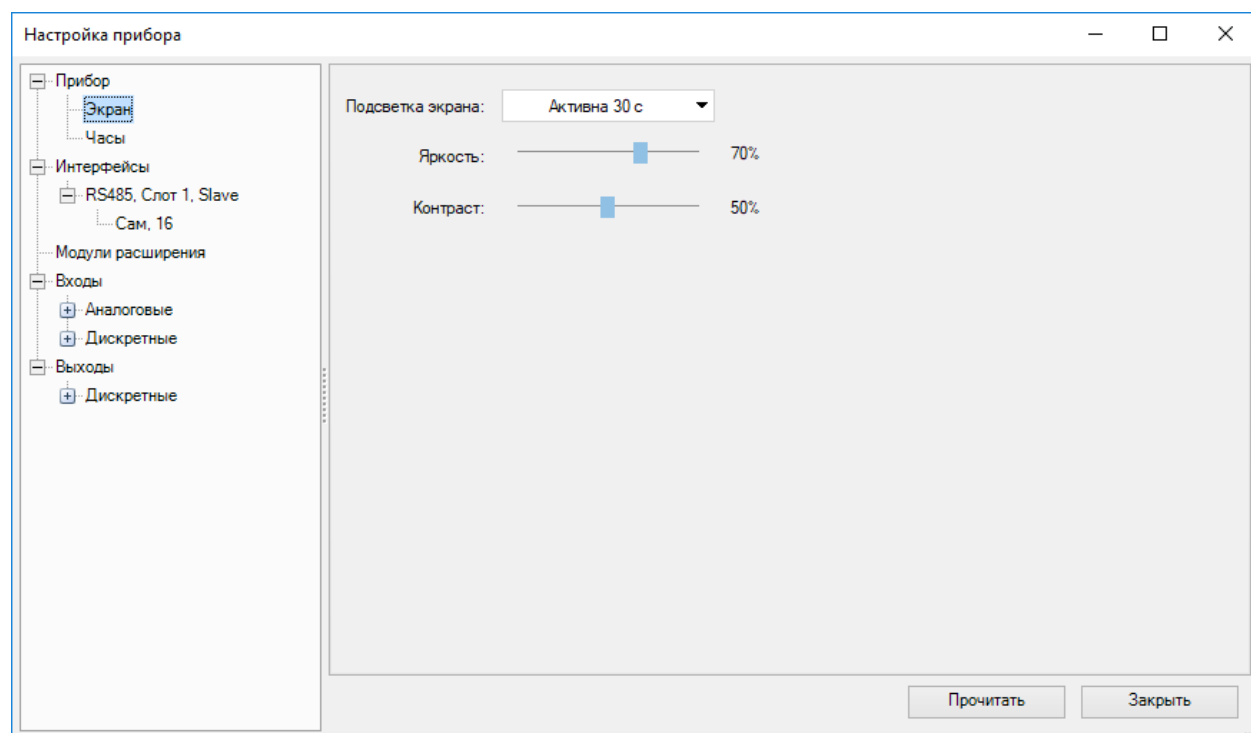 Настройка прибора
Прибор
Экран
Часы
Интерфейсы
RS485, Слот 1, Slave
Сам, 16
Модули расширения
Входы
Аналоговые
Дискретные
Выходы
Дискретные
Подсветка экрана: Активна 30 с
Яркость: 70%
Контраст: 50%
Прочитать Закрыть